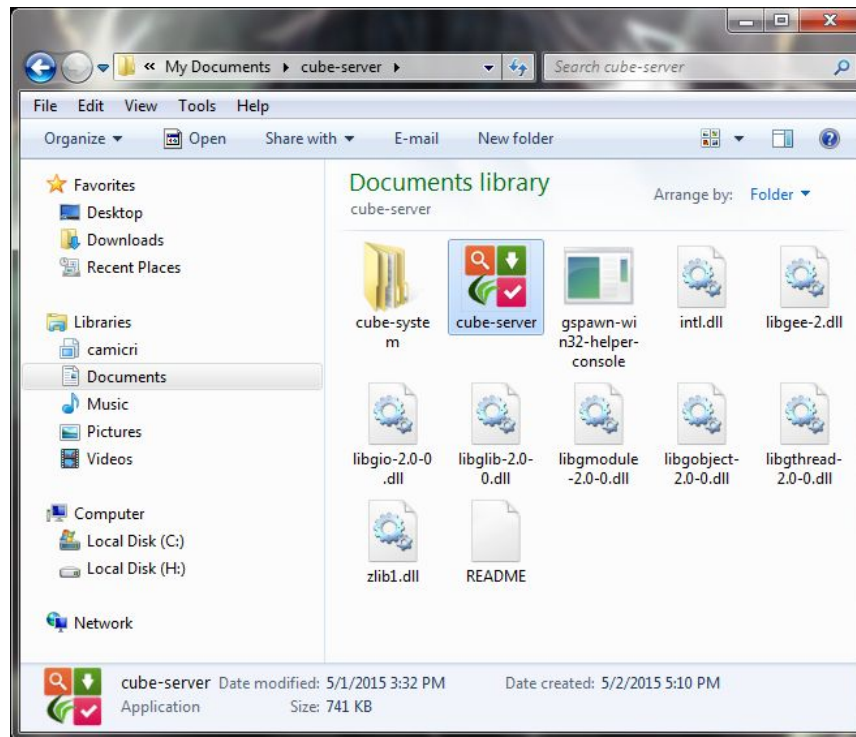 « My Documents ▸ cube-server ▸
Search cube-server
File Edit View Tools Help
Organize ▾ Open Share with ▾ E-mail New folder
Favorites
Desktop
Downloads
Recent Places
Libraries
camicri
Documents
Music
Pictures
Videos
Computer
Local Disk (C:)
Local Disk (H:)
Network
Documents library
cube-server
Arrange by: Folder ▾
cube-syste
m
cube-server
gspawn-wi
n32-helper-
console
intl.dll
libgee-2.dll
libgio-2.0-0
.dll
libglib-2.0-
0.dll
libgmodule
-2.0-0.dll
libgobject-
2.0-0.dll
libgthread-
2.0-0.dll
zlib1.dll
README
cube-server Date modified: 5/1/2015 3:32 PM Date created: 5/2/2015 5:10 PM
Application Size: 741 KB